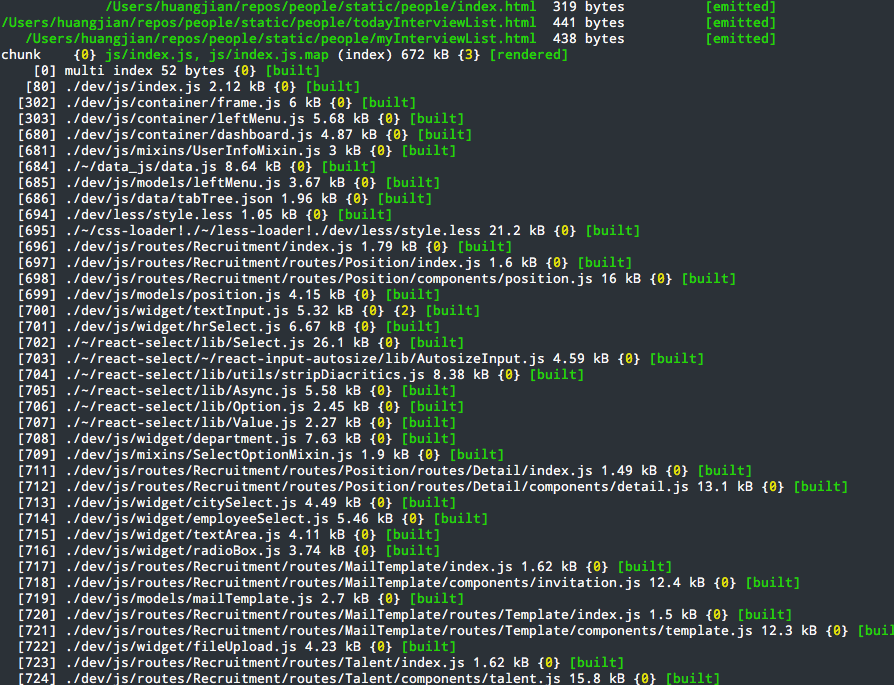 /Users/huangjian/repos/people/static/people/index.html 319 bytes [emitted]
/Users/huangjian/repos/people/static/people/todayInterviewList.html 441 bytes [emitted]
/Users/huangjian/repos/people/static/people/myInterviewList.html 438 bytes [emitted]
chunk {0} js/index.js, js/index.js.map (index) 672 kB {3} [rendered]
[0] multi index 52 bytes {0} [built]
[80] ./dev/js/index.js 2.12 kB {0} [built]
[302] ./dev/js/container/frame.js 6 kB {0} [built]
[303] ./dev/js/container/leftMenu.js 5.68 kB {0} [built]
[680] ./dev/js/container/dashboard.js 4.87 kB {0} [built]
[681] ./dev/js/mixins/UserInfoMixin.js 3 kB {0} [built]
[684] ./~/data_js/data.js 8.64 kB {0} [built]
[685] ./dev/js/models/leftMenu.js 3.67 kB {0} [built]
[686] ./dev/js/data/tabTree.json 1.96 kB {0} [built]
[694] ./dev/less/style.less 1.05 kB {0} [built]
[695] ./~/css-loader!./~/less-loader!./dev/less/style.less 21.2 kB {0} [built]
[696] ./dev/js/routes/Recruitment/index.js 1.79 kB {0} [built]
[697] ./dev/js/routes/Recruitment/routes/Position/index.js 1.6 kB {0} [built]
[698] ./dev/js/routes/Recruitment/routes/Position/components/position.js 16 kB {0} [built]
[699] ./dev/js/models/position.js 4.15 kB {0} [built]
[700] ./dev/js/widget/textInput.js 5.32 kB {0} {2} [built]
[701] ./dev/js/widget/hrSelect.js 6.67 kB {0} [built]
[702] ./~/react-select/lib/Select.js 26.1 kB {0} [built]
[703] ./~/react-select/~/react-input-autosize/lib/AutosizeInput.js 4.59 kB {0} [built]
[704] ./~/react-select/lib/utils/stripDiacritics.js 8.38 kB {0} [built]
[705] ./~/react-select/lib/Async.js 5.58 kB {0} [built]
[706] ./~/react-select/lib/Option.js 2.45 kB {0} [built]
[707] ./~/react-select/lib/Value.js 2.27 kB {0} [built]
[708] ./dev/js/widget/department.js 7.63 kB {0} [built]
[709] ./dev/js/mixins/SelectOptionMixin.js 1.9 kB {0} [built]
[711] ./dev/js/routes/Recruitment/routes/Position/routes/Detail/index.js 1.49 kB {0} [built]
[712] ./dev/js/routes/Recruitment/routes/Position/routes/Detail/components/detail.js 13.1 kB {0} [built]
[713] ./dev/js/widget/citySelect.js 4.49 kB {0} [built]
[714] ./dev/js/widget/employeeSelect.js 5.46 kB {0} [built]
[715] ./dev/js/widget/textArea.js 4.11 kB {0} [built]
[716] ./dev/js/widget/radioBox.js 3.74 kB {0} [built]
[717] ./dev/js/routes/Recruitment/routes/MailTemplate/index.js 1.62 kB {0} [built]
[718] ./dev/js/routes/Recruitment/routes/MailTemplate/components/invitation.js 12.4 kB {0} [built]
[719] ./dev/js/models/mailTemplate.js 2.7 kB {0} [built]
[720] ./dev/js/routes/Recruitment/routes/MailTemplate/routes/Template/index.js 1.5 kB {0} [built]
[721] ./dev/js/routes/Recruitment/routes/MailTemplate/routes/Template/components/template.js 12.3 kB {0} [buil
[722] ./dev/js/widget/fileUpload.js 4.23 kB {0} [built]
[723] ./dev/js/routes/Recruitment/routes/Talent/index.js 1.62 kB {0} [built]
[724] ./dev/js/routes/Recruitment/routes/Talent/components/talent.js 15.8 kB {0} [built]